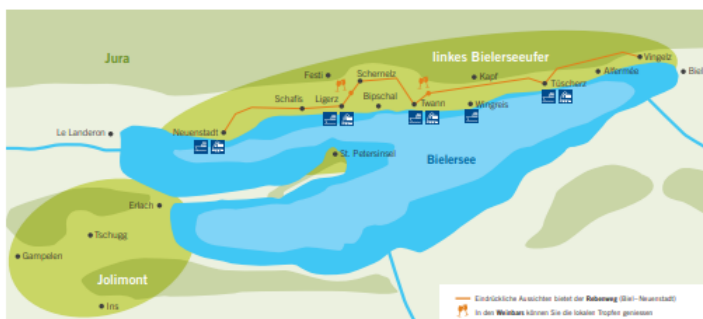 linkes Bielerseeufer
Jura
Vingelz
Festi
Schernelz
Kapf
Alfermée
Biel
Tüscherz
Schafis
Ligerz
Bipschal
Twann
Wingreis
Le Landeron
Neuenstadt
St. Petersinsel
Bielersee
Erlach
Tschugg
Gampelen
Jolimont
Ins
Eindrückliche Aussichten bietet der Rebenweg (Biel–Neuenstadt)
In den Weinbars können Sie die lokalen Tropfen geniessen